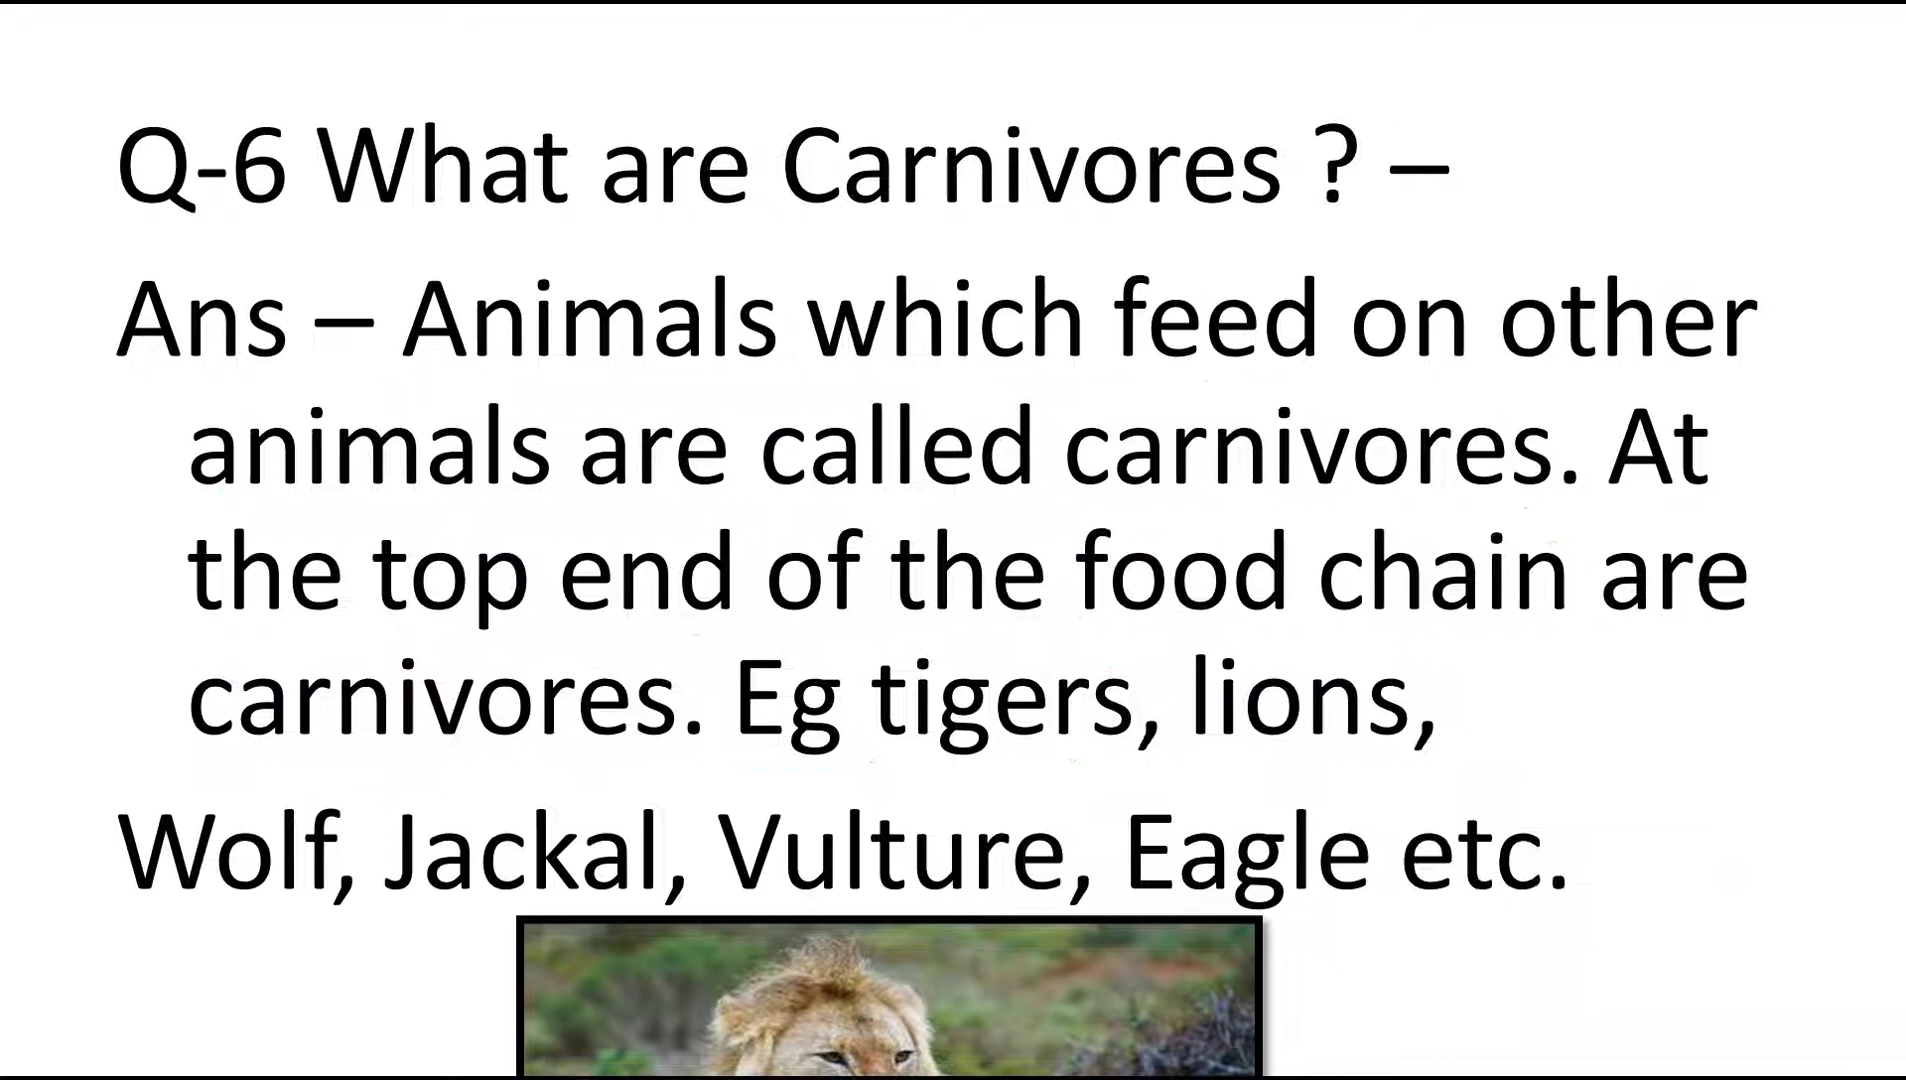 Q-6 What are Carnivores ? –
Ans – Animals which feed on other
animals are called carnivores. At
the top end of the food chain are
carnivores. Eg tigers, lions,
Wolf, Jackal, Vulture, Eagle etc.